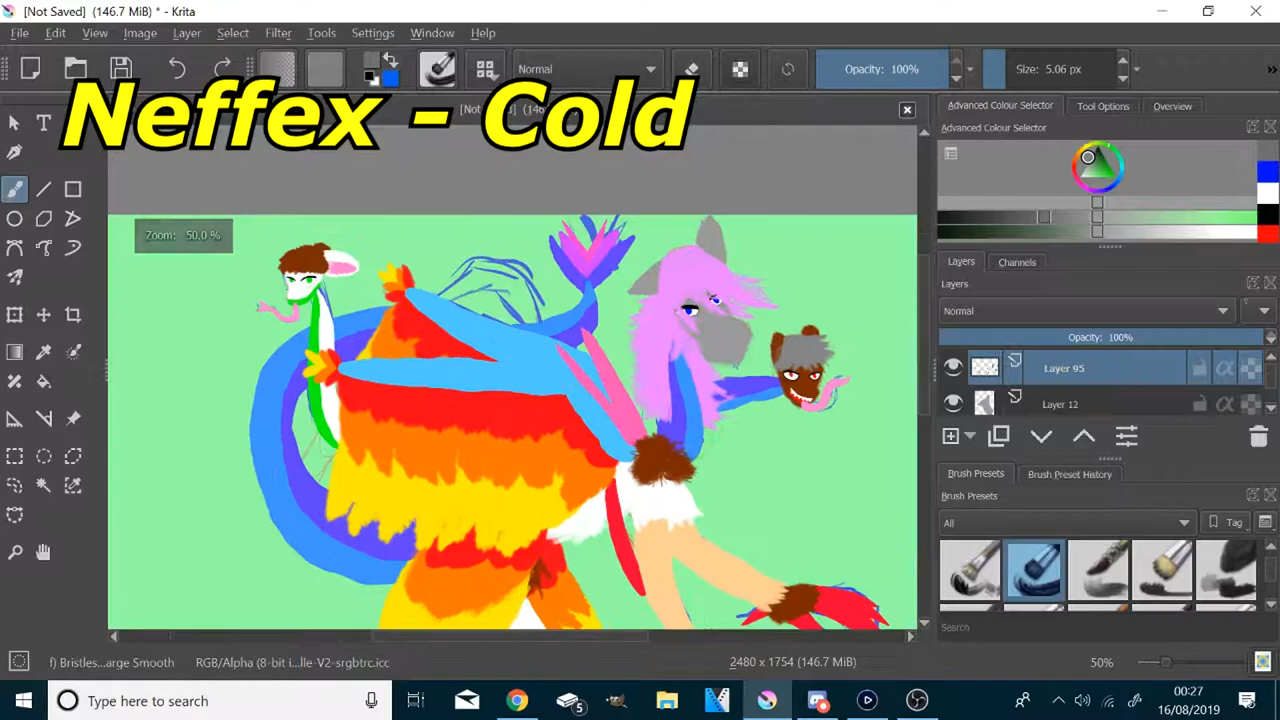 [Not Saved] (146.7 MiB) * - Krita
File Edit View Image Layer Select Filter Tools Settings Window Help
Normal Opacity: 100% Size: 5.06 px
Neffex - Cold
Advanced Colour Selector Tool Options Overview
Advanced Colour Selector
Zoom: 50.0 %
Layers Channels
Layers
Normal
Opacity: 100%
Layer 95
Layer 12
Brush Presets Brush Preset History
Brush Presets
All Tag
Search
f) Bristles...arge Smooth RGB/Alpha (8-bit i...lle-V2-srgbtrc.icc 2480 x 1754 (146.7 MiB) 50%
Type here to search
5
00:27
16/08/2019